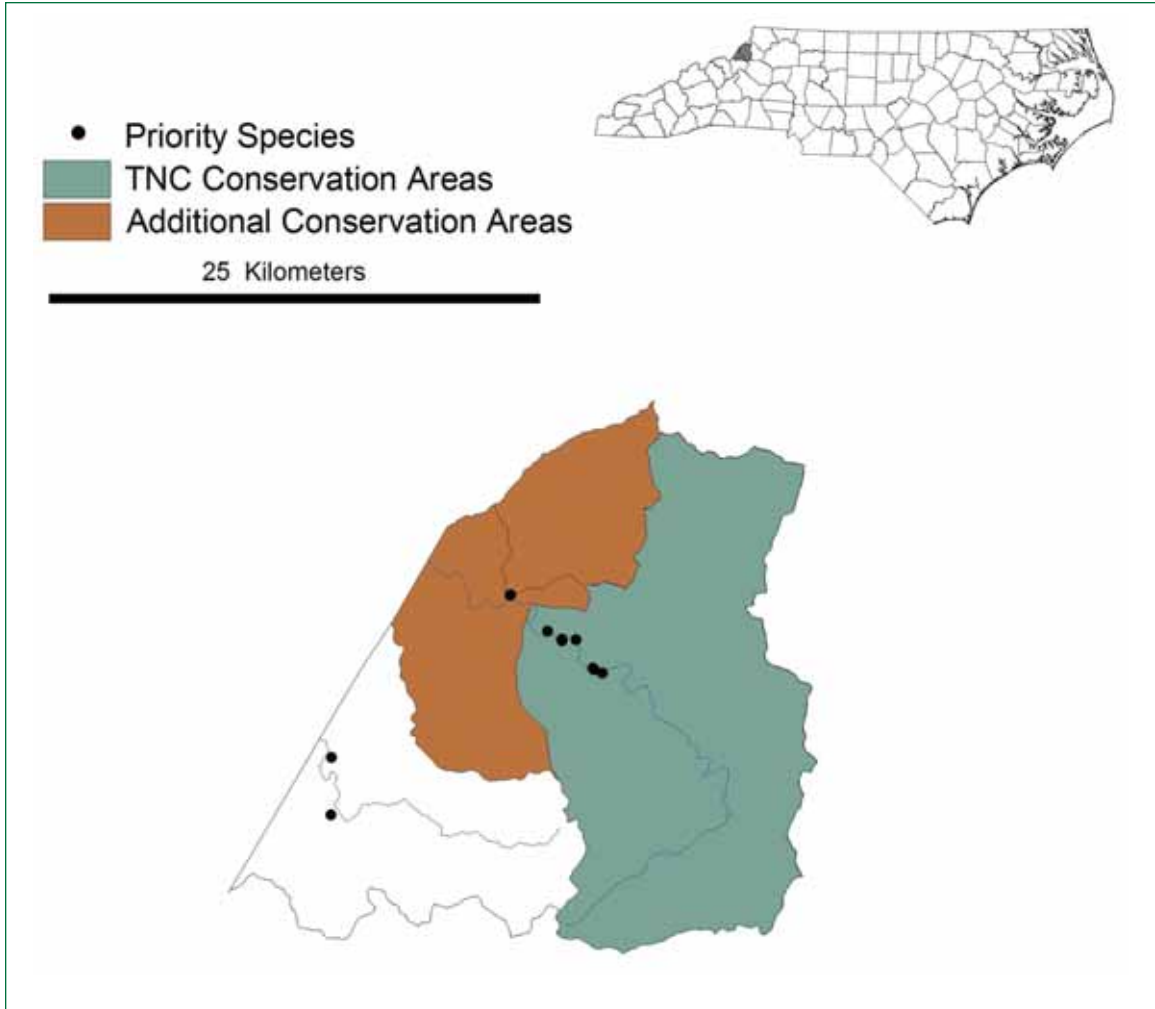 Priority Species
TNC Conservation Areas
Additional Conservation Areas
25 Kilometers